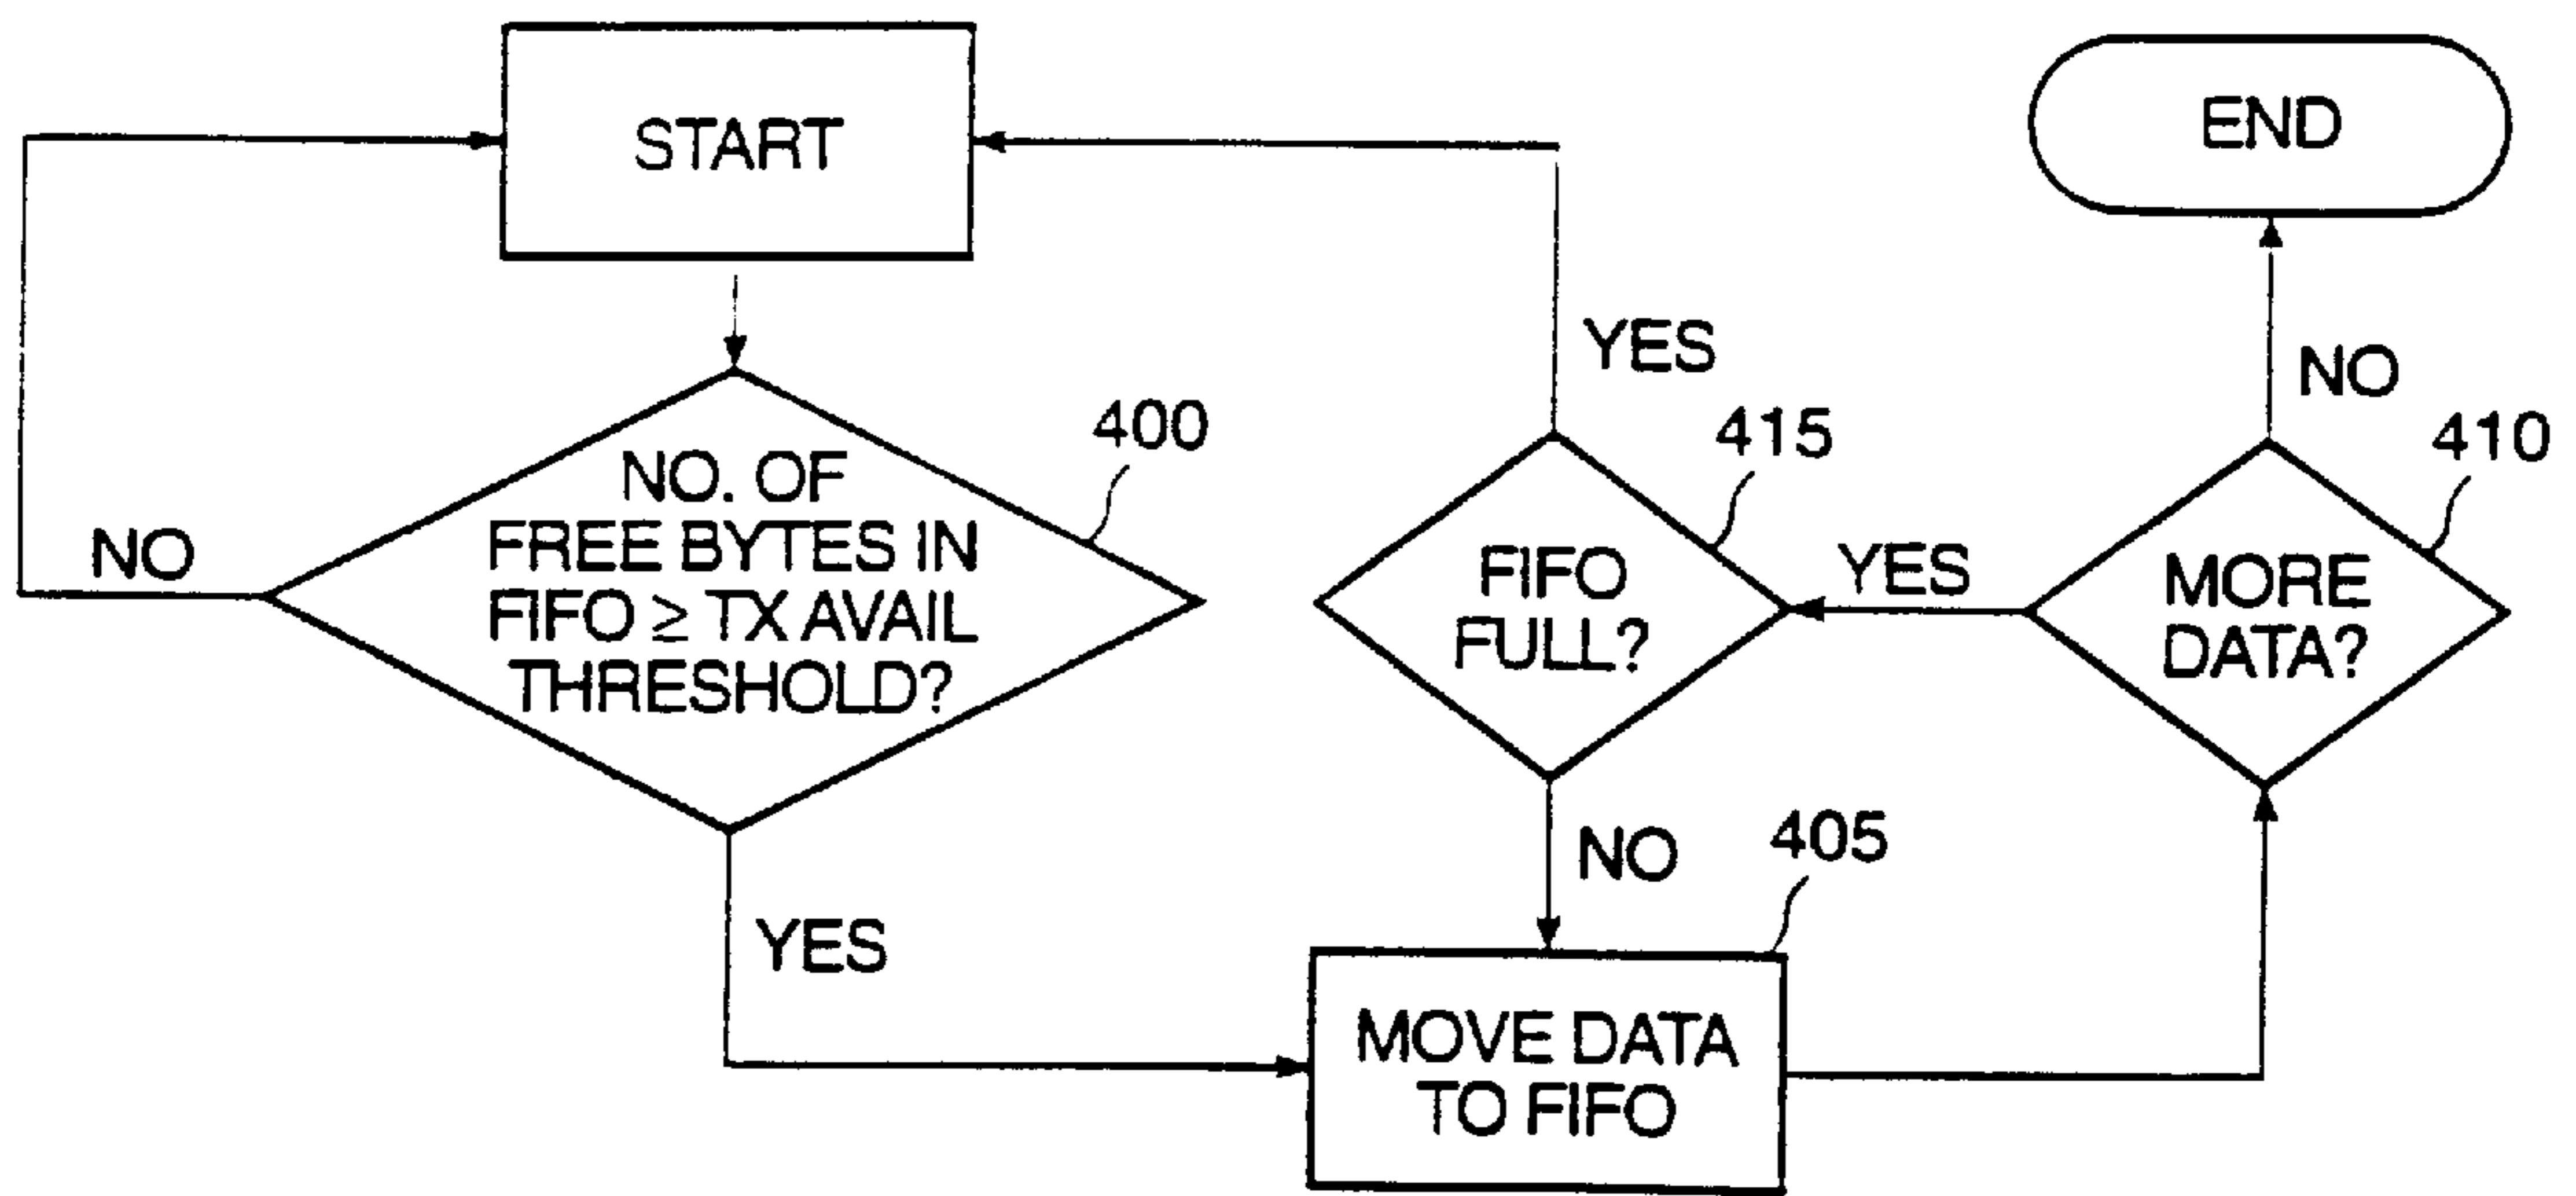 START
END
YES
NO
400
415
410
NO. OF
FREE BYTES IN
FIFO ≥ TX AVAIL
THRESHOLD?
NO
FIFO
FULL?
YES
MORE
DATA?
YES
NO
405
MOVE DATA
TO FIFO